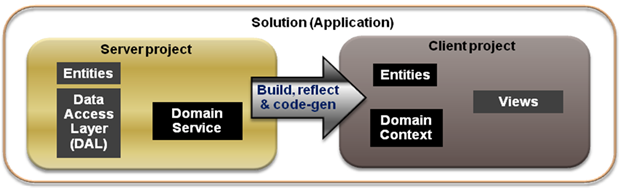 Solution (Application)
Server project
Entities
Data
Access
Layer
(DAL)
Domain
Service
Build, reflect
& code-gen
Client project
Entities
Domain
Context
Views